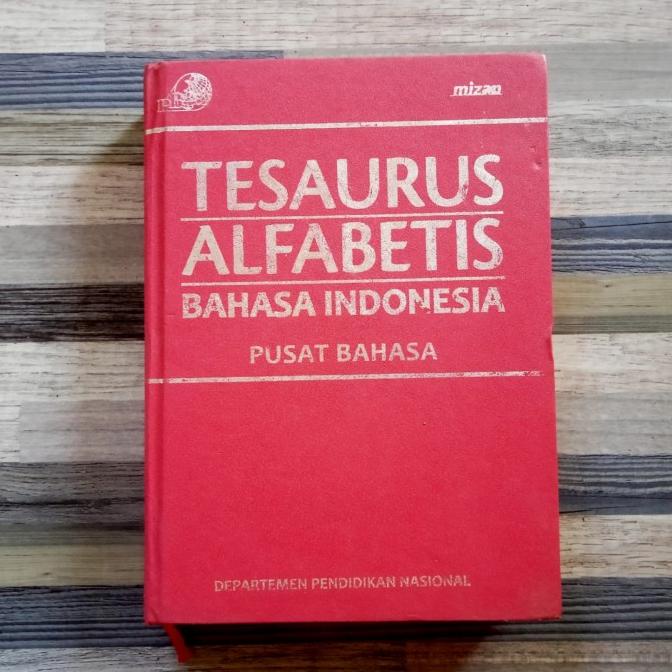 mizan
TESAURUS
ALFABETIS
BAHASA INDONESIA
PUSAT BAHASA
DEPARTEMEN PENDIDIKAN NASIONAL